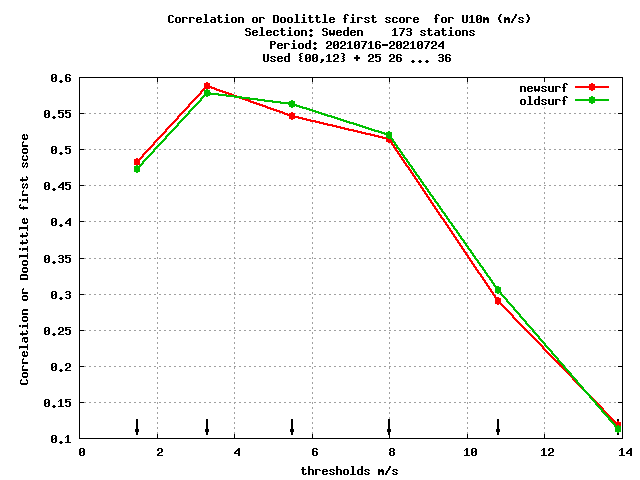 Correlation or Doolittle first score  for U10m (m/s)
Selection: Sweden    173 stations
Period: 20210716-20210724
Used {00,12} + 25 26 ... 36
newsurf
oldsurf
Correlation or Doolittle first score
0.6
0.55
0.5
0.45
0.4
0.35
0.3
0.25
0.2
0.15
0.1
0 2 4 6 8 10 12 14
thresholds m/s